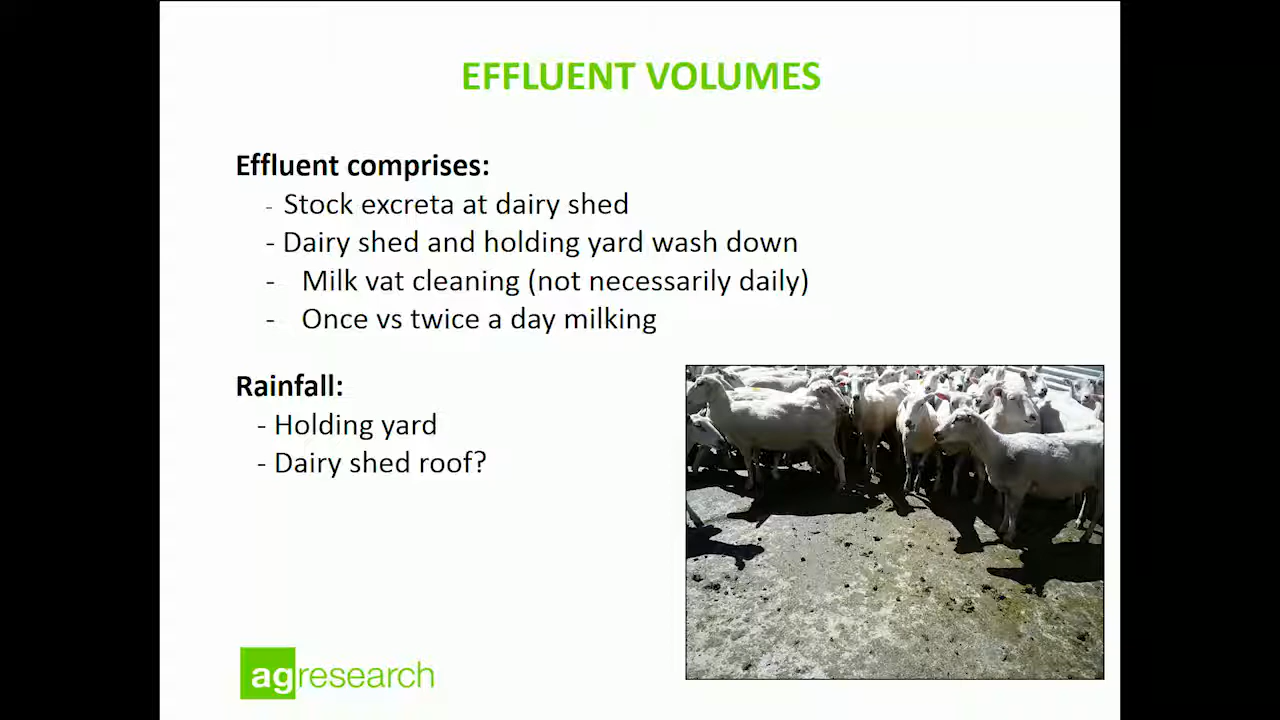 EFFLUENT VOLUMES
Effluent comprises:
- Stock excreta at dairy shed
- Dairy shed and holding yard wash down
- Milk vat cleaning (not necessarily daily)
- Once vs twice a day milking
Rainfall:
- Holding yard
- Dairy shed roof?
agresearch